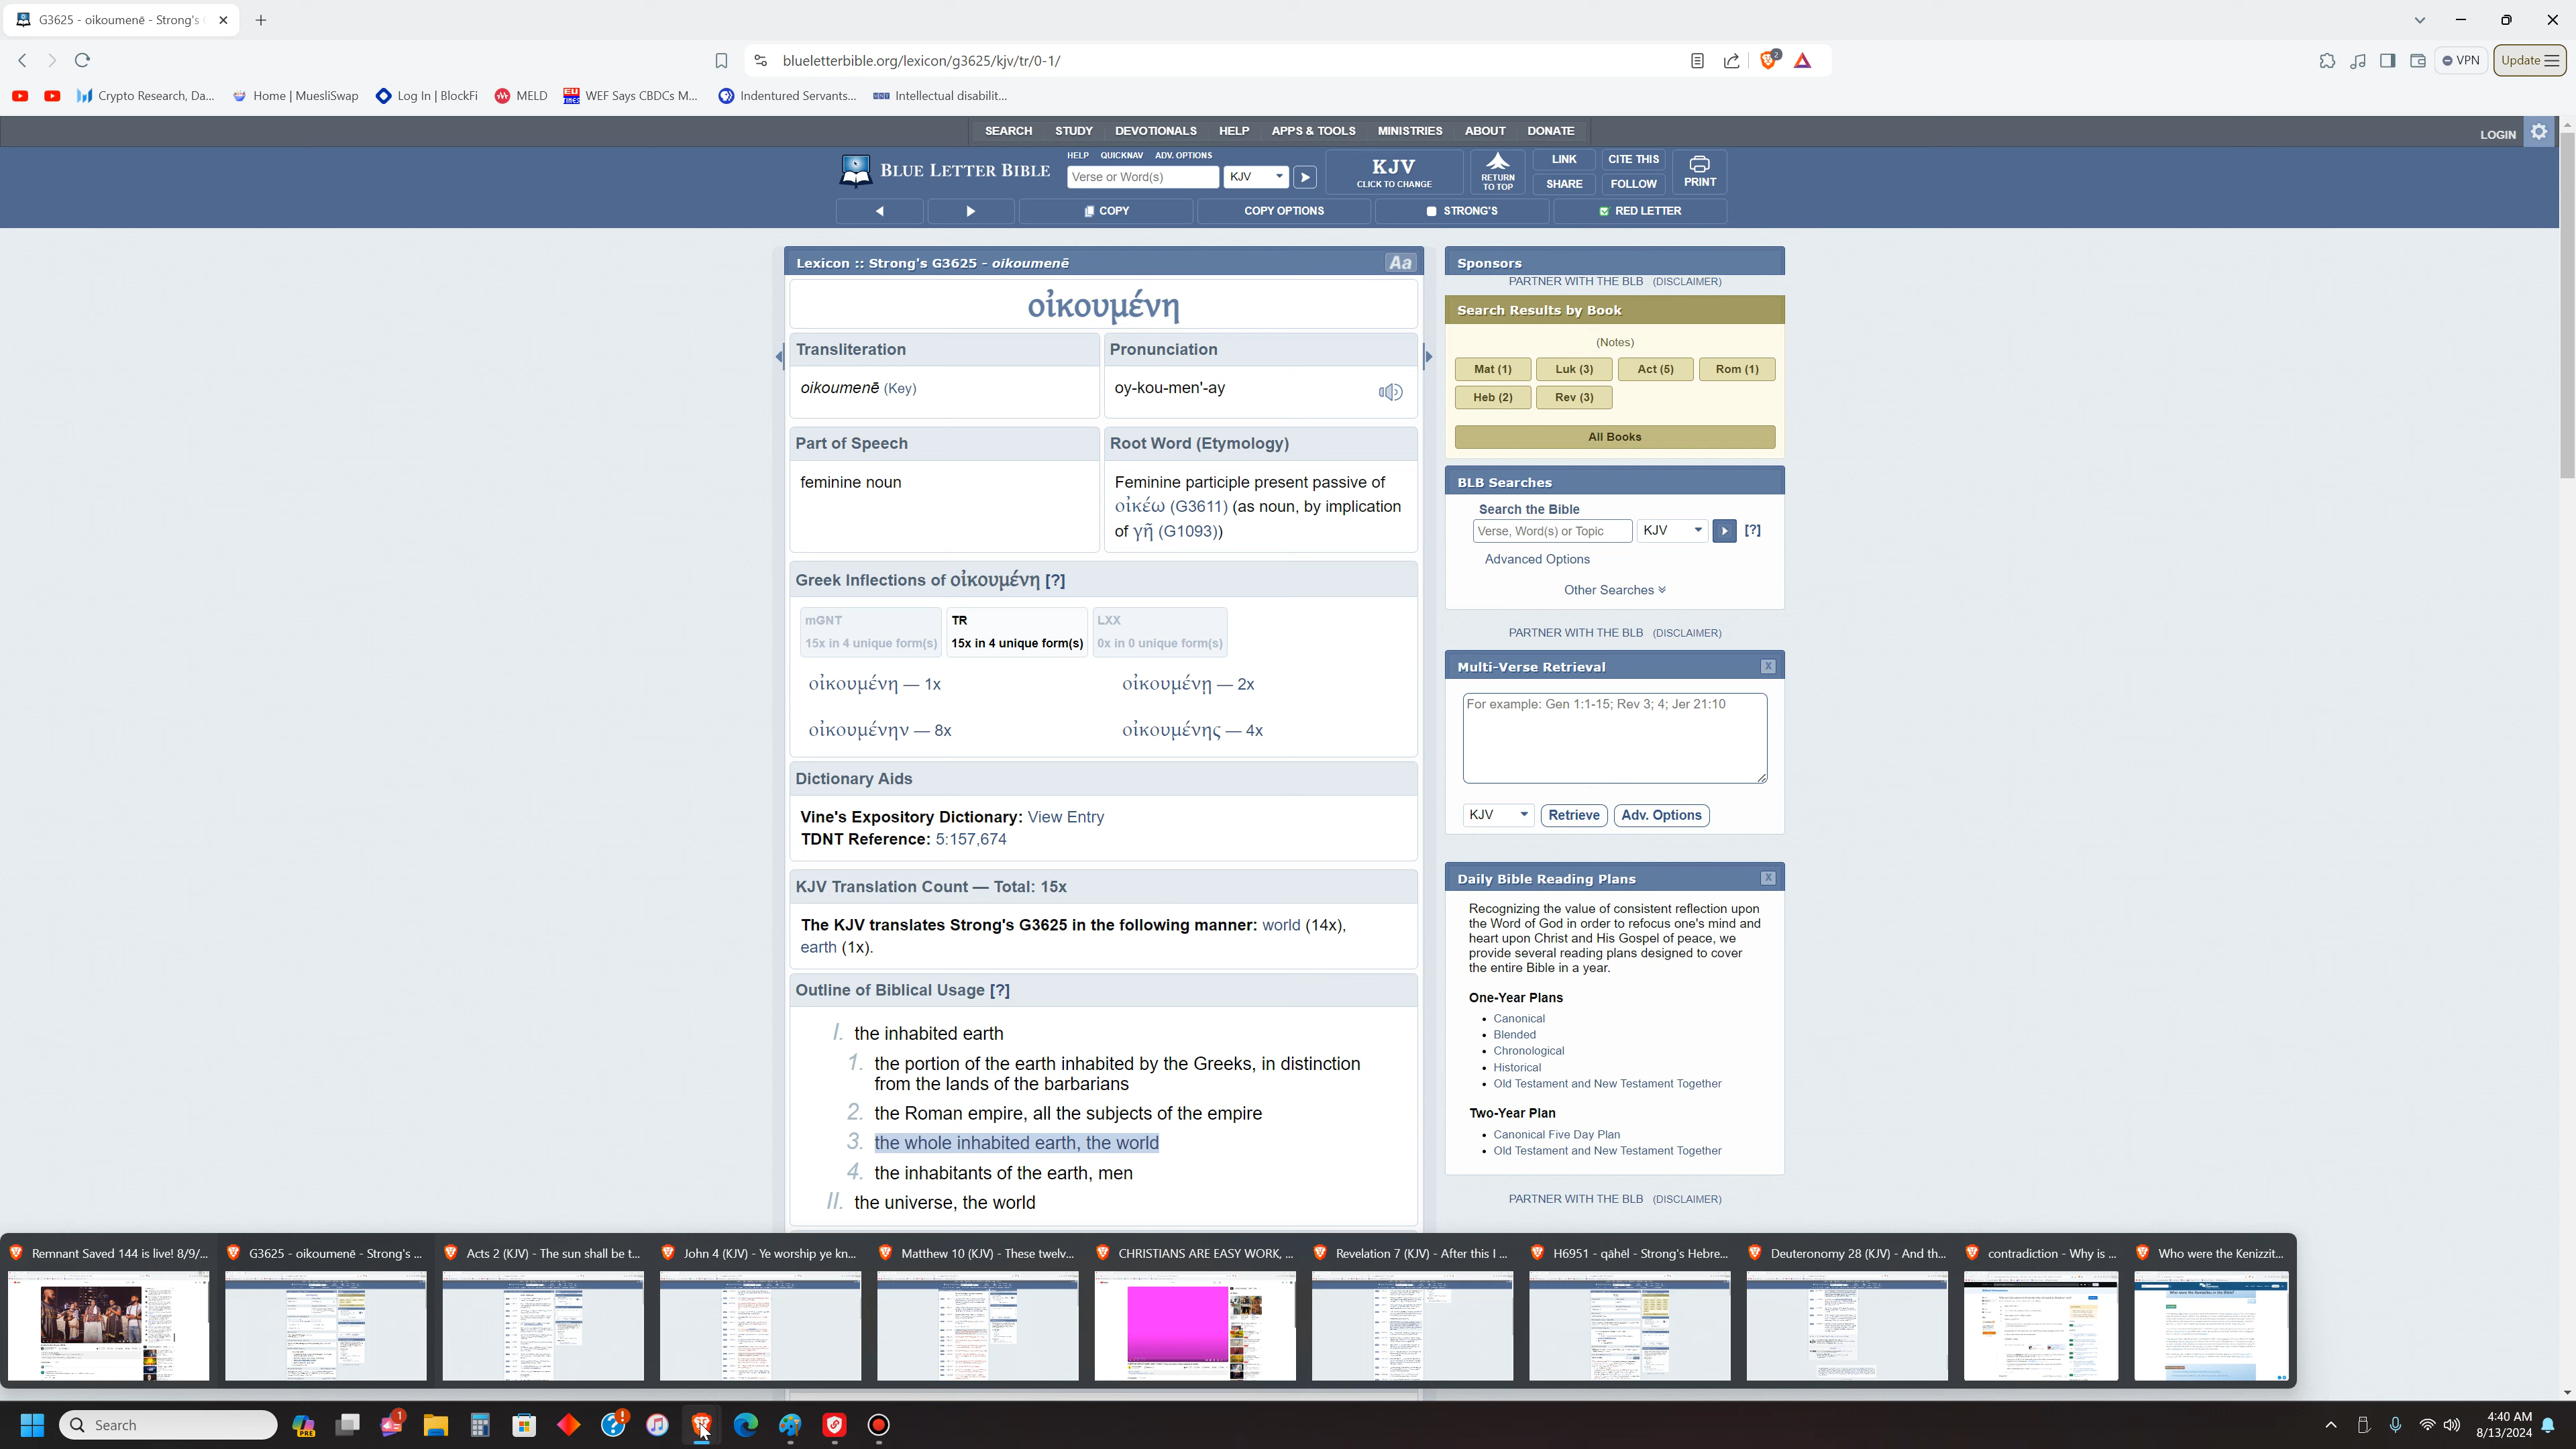 G3625 - oikoumenē - Strong's
blueletterbible.org/lexicon/g3625/kjv/tr/0-1/
2
VPN
Update
Crypto Research, Da...
Home | MuesliSwap
Log In | BlockFi
MELD
WEF Says CBDCs M...
Indentured Servants...
Intellectual disabilit...
SEARCH STUDY DEVOTIONALS HELP APPS & TOOLS MINISTRIES ABOUT DONATE
LOGIN
BLUE LETTER BIBLE
HELP QUICKNAV ADV. OPTIONS
Verse or Word(s)
KJV
KJV
CLICK TO CHANGE
RETURN
TO TOP
LINK
CITE THIS
SHARE
FOLLOW
PRINT
COPY
COPY OPTIONS
STRONG'S
RED LETTER
Lexicon :: Strong's G3625 - oikoumenē
Aa
οἰκουμένη
Transliteration
oikoumenē (Key)
Pronunciation
oy-kou-men'-ay
Part of Speech
feminine noun
Root Word (Etymology)
Feminine participle present passive of
οἰκέω (G3611) (as noun, by implication
of γῆ (G1093))
Greek Inflections of οἰκουμένη [?]
mGNT
15x in 4 unique form(s)
TR
15x in 4 unique form(s)
LXX
0x in 0 unique form(s)
οἰκουμένη — 1x
οἰκουμένῃ — 2x
οἰκουμένην — 8x
οἰκουμένης — 4x
Dictionary Aids
Vine's Expository Dictionary: View Entry
TDNT Reference: 5:157,674
KJV Translation Count — Total: 15x
The KJV translates Strong's G3625 in the following manner: world (14x),
earth (1x).
Outline of Biblical Usage [?]
I. the inhabited earth
1. the portion of the earth inhabited by the Greeks, in distinction
from the lands of the barbarians
2. the Roman empire, all the subjects of the empire
3. the whole inhabited earth, the world
4. the inhabitants of the earth, men
II. the universe, the world
Sponsors
PARTNER WITH THE BLB (DISCLAIMER)
Search Results by Book
(Notes)
Mat (1)
Luk (3)
Act (5)
Rom (1)
Heb (2)
Rev (3)
All Books
BLB Searches
Search the Bible
Verse, Word(s) or Topic
KJV
[?]
Advanced Options
Other Searches
PARTNER WITH THE BLB (DISCLAIMER)
Multi-Verse Retrieval
X
For example: Gen 1:1-15; Rev 3; 4; Jer 21:10
KJV
Retrieve
Adv. Options
Daily Bible Reading Plans
X
Recognizing the value of consistent reflection upon
the Word of God in order to refocus one's mind and
heart upon Christ and His Gospel of peace, we
provide several reading plans designed to cover
the entire Bible in a year.
One-Year Plans
• Canonical
• Blended
• Chronological
• Historical
• Old Testament and New Testament Together
Two-Year Plan
• Canonical Five Day Plan
• Old Testament and New Testament Together
PARTNER WITH THE BLB (DISCLAIMER)
Remnant Saved 144 is live! 8/9/...
G3625 - oikoumenē - Strong's ...
Acts 2 (KJV) - The sun shall be t...
John 4 (KJV) - Ye worship ye kn...
Matthew 10 (KJV) - These twelv...
CHRISTIANS ARE EASY WORK, ...
Revelation 7 (KJV) - After this I ...
H6951 - qāhēl - Strong's Hebre...
Deuteronomy 28 (KJV) - And th...
contradiction - Why is ...
Who were the Kenizzit...
Search
PRE
1
4:40 AM
8/13/2024